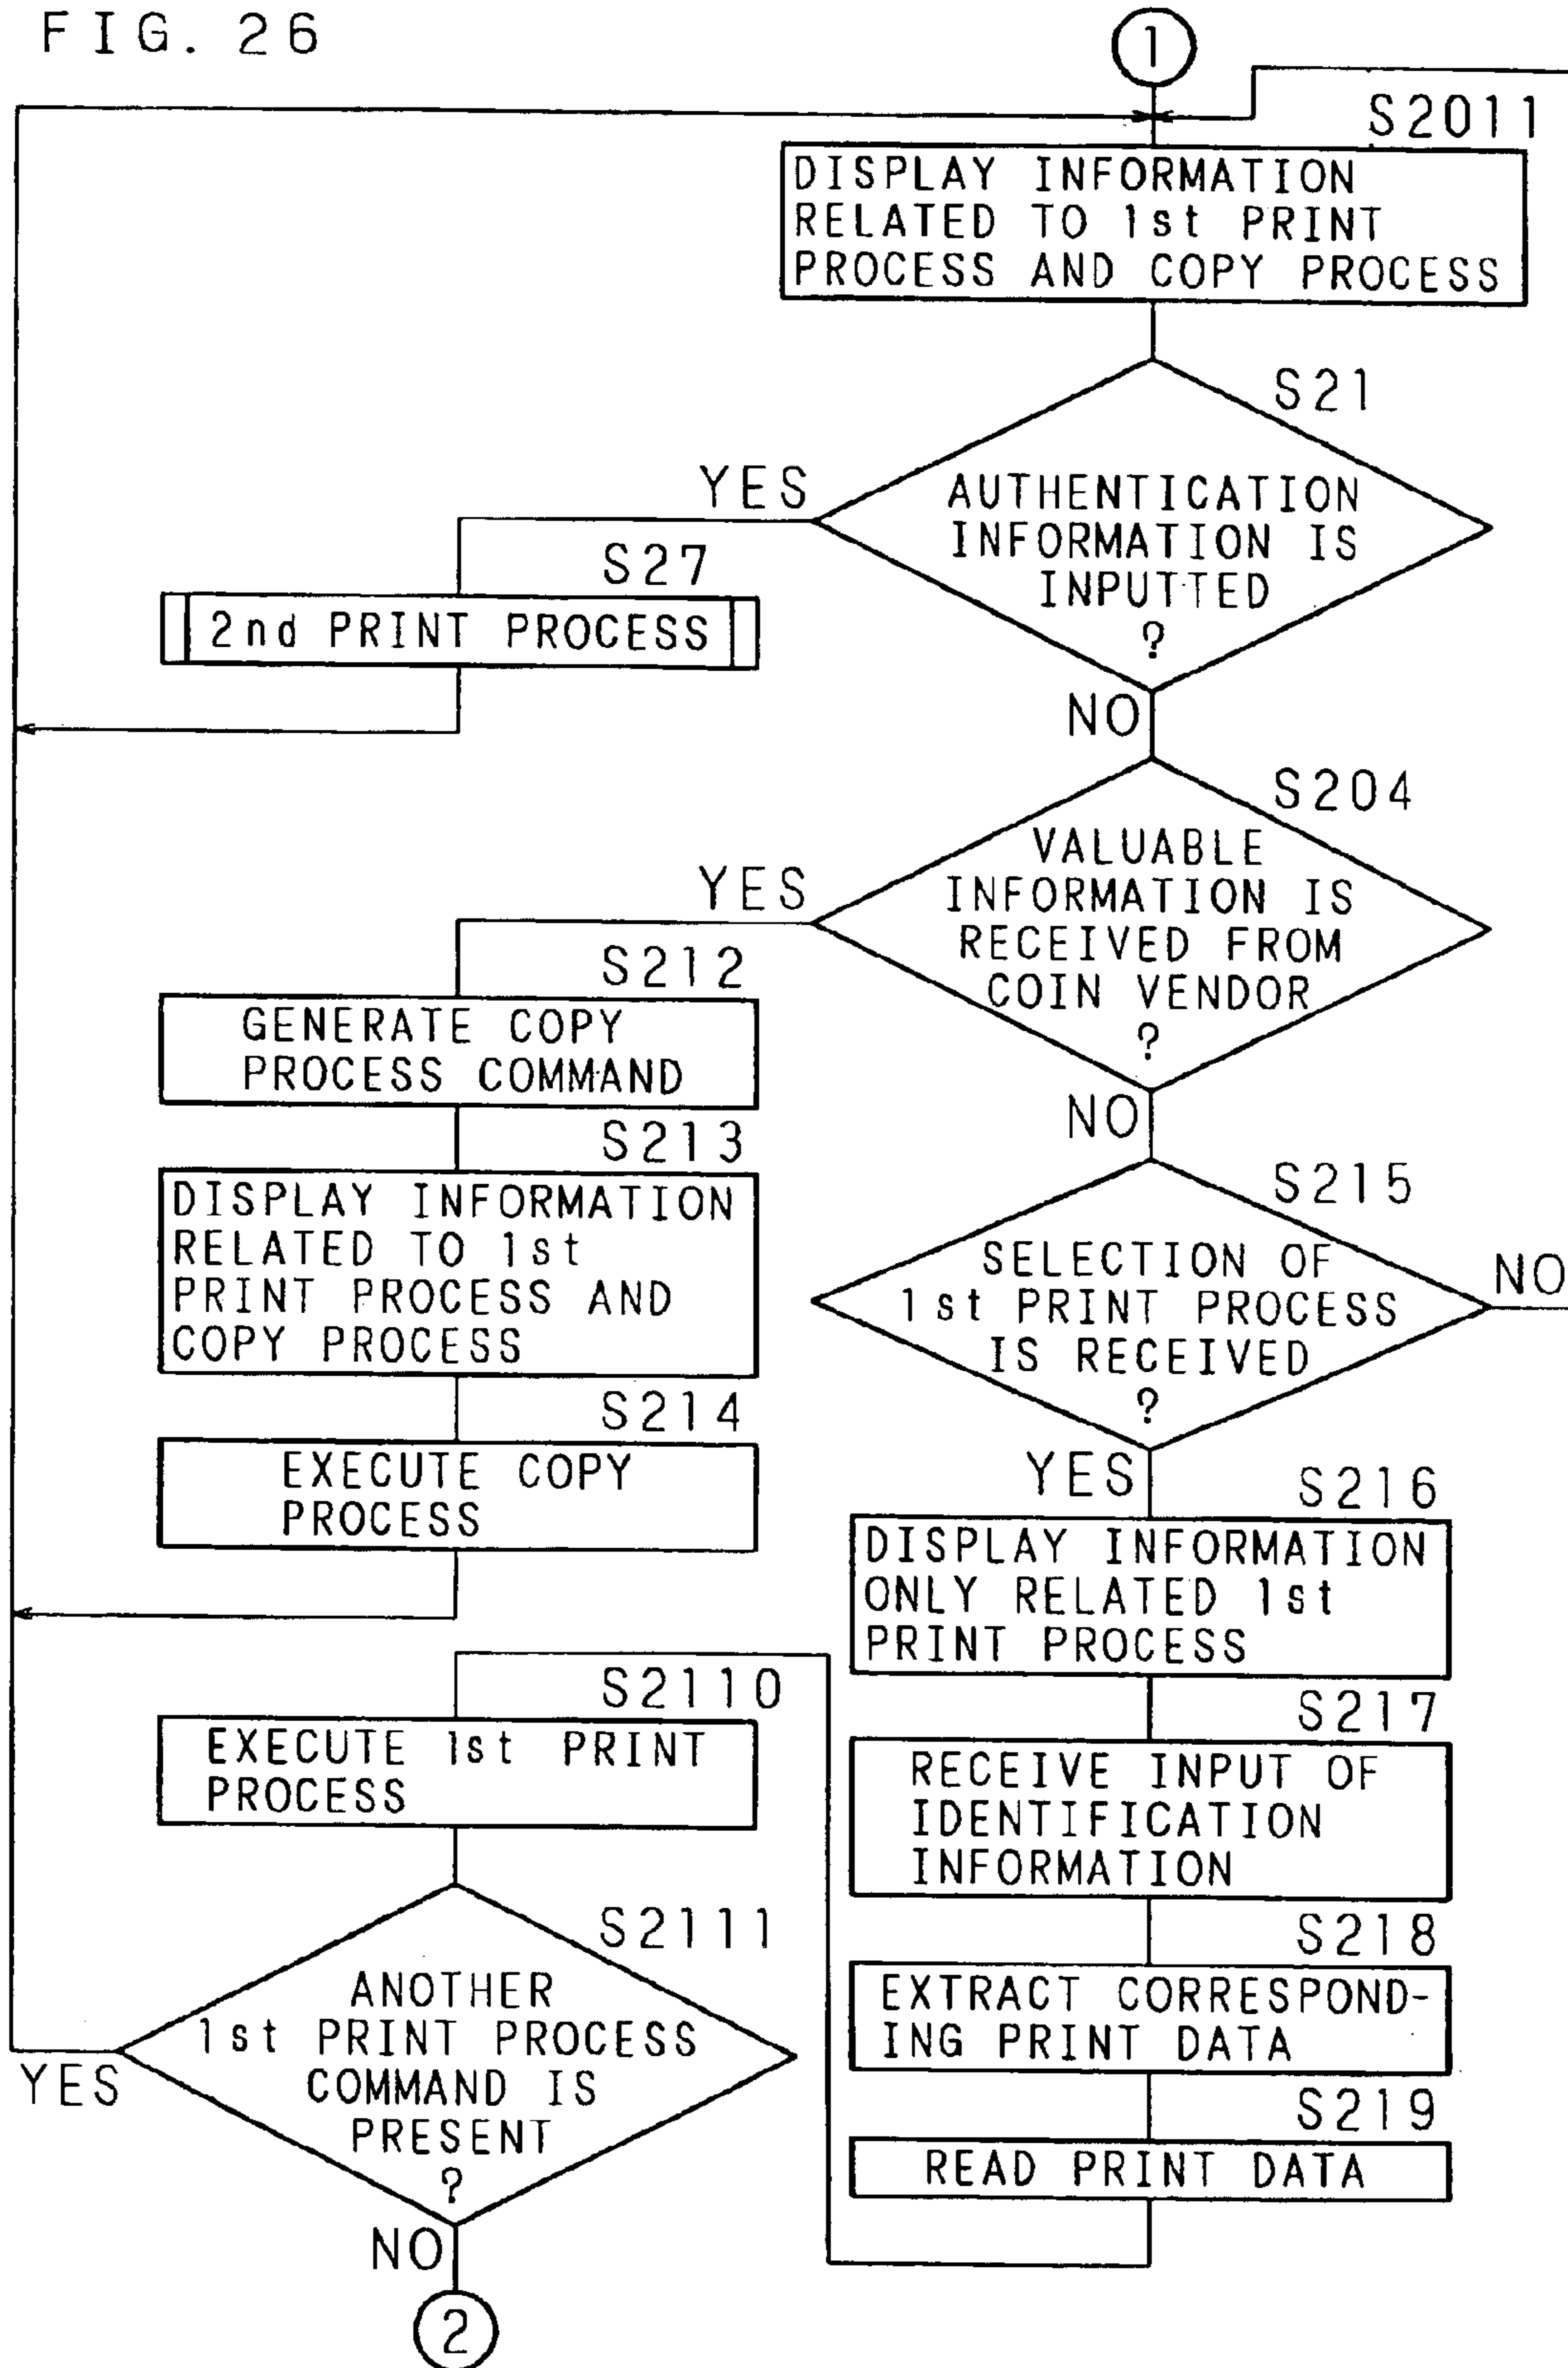 FIG. 26
1
S2011
DISPLAY INFORMATION
RELATED TO 1st PRINT
PROCESS AND COPY PROCESS
S21
YES
AUTHENTICATION
INFORMATION IS
INPUTTED
?
S27
2nd PRINT PROCESS
NO
S204
YES
VALUABLE
INFORMATION IS
RECEIVED FROM
COIN VENDOR
?
S212
GENERATE COPY
PROCESS COMMAND
NO
S213
DISPLAY INFORMATION
RELATED TO 1st
PRINT PROCESS AND
COPY PROCESS
S215
SELECTION OF
1st PRINT PROCESS
IS RECEIVED
?
NO
S214
EXECUTE COPY
PROCESS
YES
S216
DISPLAY INFORMATION
ONLY RELATED 1st
PRINT PROCESS
S217
RECEIVE INPUT OF
IDENTIFICATION
INFORMATION
S218
EXTRACT CORRESPOND-
ING PRINT DATA
S219
READ PRINT DATA
S2110
EXECUTE 1st PRINT
PROCESS
S2111
ANOTHER
1st PRINT PROCESS
COMMAND IS
PRESENT
?
YES
NO
2